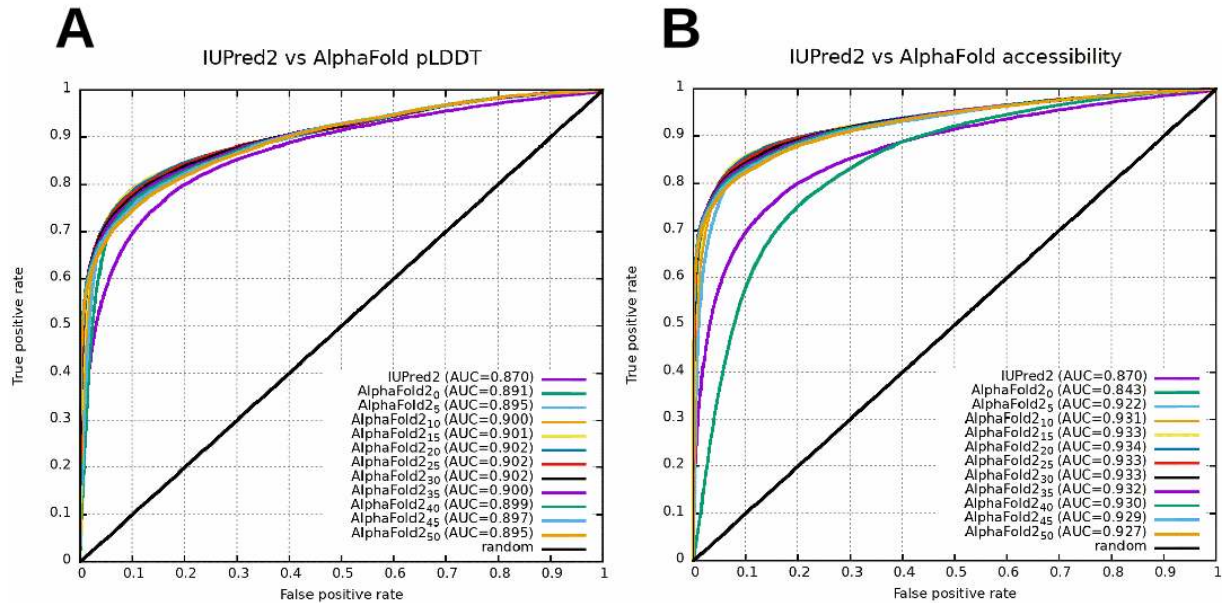 A
IUPred2 vs AlphaFold pLDDT
1
0.9
0.8
0.7
0.6
0.5
0.4
0.3
0.2
0.1
0
True positive rate
IUPred2 (AUC=0.870)
AlphaFold2₀ (AUC=0.891)
AlphaFold2₅ (AUC=0.895)
AlphaFold2₁₀ (AUC=0.900)
AlphaFold2₁₅ (AUC=0.901)
AlphaFold2₂₀ (AUC=0.902)
AlphaFold2₂₅ (AUC=0.902)
AlphaFold2₃₀ (AUC=0.902)
AlphaFold2₃₅ (AUC=0.900)
AlphaFold2₄₀ (AUC=0.899)
AlphaFold2₄₅ (AUC=0.897)
AlphaFold2₅₀ (AUC=0.895)
random
0 0.1 0.2 0.3 0.4 0.5 0.6 0.7 0.8 0.9 1
False positive rate
B
IUPred2 vs AlphaFold accessibility
1
0.9
0.8
0.7
0.6
0.5
0.4
0.3
0.2
0.1
0
True positive rate
IUPred2 (AUC=0.870)
AlphaFold2₀ (AUC=0.843)
AlphaFold2₅ (AUC=0.922)
AlphaFold2₁₀ (AUC=0.931)
AlphaFold2₁₅ (AUC=0.933)
AlphaFold2₂₀ (AUC=0.934)
AlphaFold2₂₅ (AUC=0.933)
AlphaFold2₃₀ (AUC=0.933)
AlphaFold2₃₅ (AUC=0.932)
AlphaFold2₄₀ (AUC=0.930)
AlphaFold2₄₅ (AUC=0.929)
AlphaFold2₅₀ (AUC=0.927)
random
0 0.1 0.2 0.3 0.4 0.5 0.6 0.7 0.8 0.9 1
False positive rate